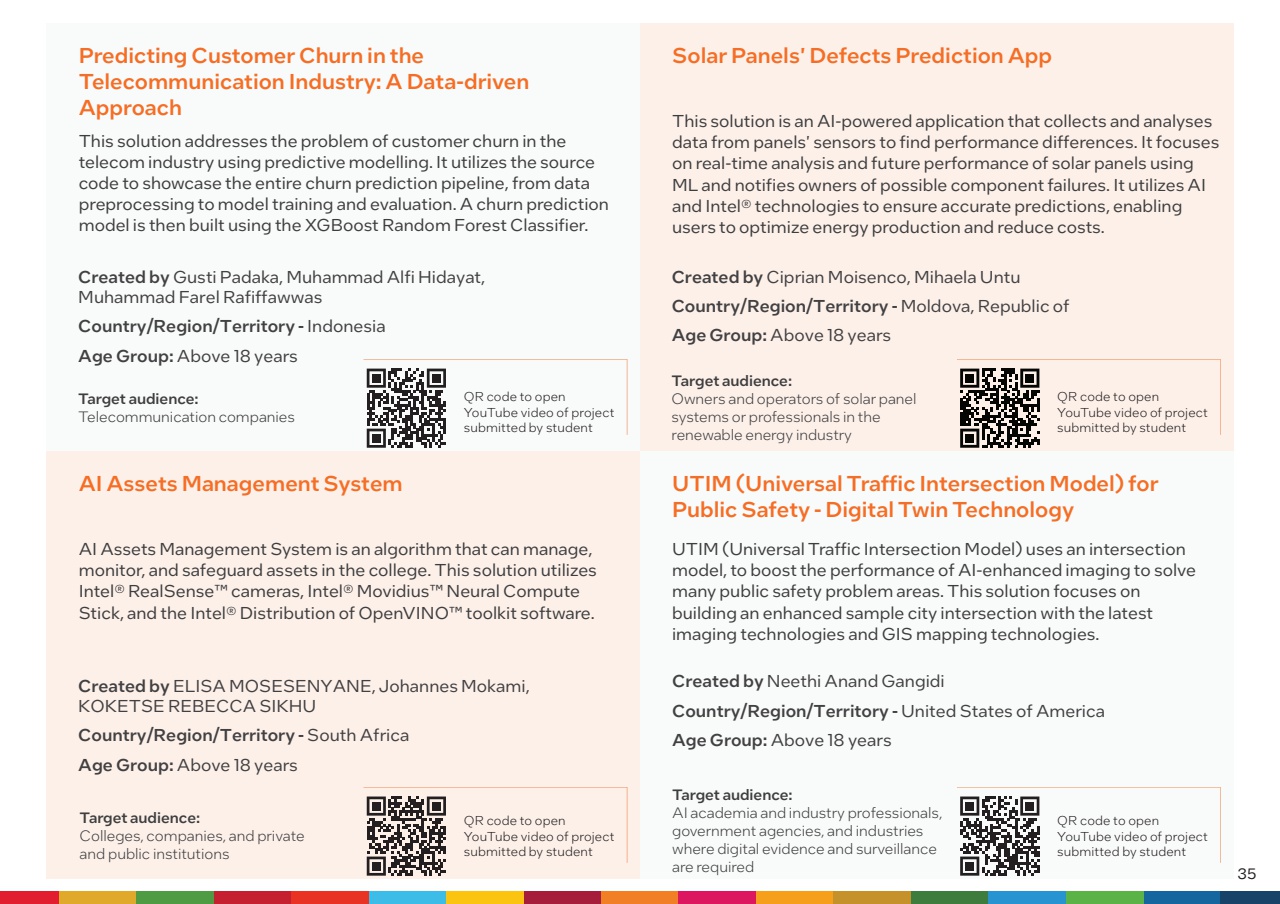 Predicting Customer Churn in the
Telecommunication Industry: A Data-driven
Approach
This solution addresses the problem of customer churn in the
telecom industry using predictive modelling. It utilizes the source
code to showcase the entire churn prediction pipeline, from data
preprocessing to model training and evaluation. A churn prediction
model is then built using the XGBoost Random Forest Classifier.
Created by Gusti Padaka, Muhammad Alfi Hidayat,
Muhammad Farel Rafiffawwas
Country/Region/Territory - Indonesia
Age Group: Above 18 years
Target audience:
Telecommunication companies
QR code to open
YouTube video of project
submitted by student
Solar Panels' Defects Prediction App
This solution is an AI-powered application that collects and analyses
data from panels' sensors to find performance differences. It focuses
on real-time analysis and future performance of solar panels using
ML and notifies owners of possible component failures. It utilizes AI
and Intel® technologies to ensure accurate predictions, enabling
users to optimize energy production and reduce costs.
Created by Ciprian Moisenco, Mihaela Untu
Country/Region/Territory - Moldova, Republic of
Age Group: Above 18 years
Target audience:
Owners and operators of solar panel
systems or professionals in the
renewable energy industry
QR code to open
YouTube video of project
submitted by student
AI Assets Management System
AI Assets Management System is an algorithm that can manage,
monitor, and safeguard assets in the college. This solution utilizes
Intel® RealSense™ cameras, Intel® Movidius™ Neural Compute
Stick, and the Intel® Distribution of OpenVINO™ toolkit software.
Created by ELISA MOSESENYANE, Johannes Mokami,
KOKETSE REBECCA SIKHU
Country/Region/Territory - South Africa
Age Group: Above 18 years
Target audience:
Colleges, companies, and private
and public institutions
QR code to open
YouTube video of project
submitted by student
UTIM (Universal Traffic Intersection Model) for
Public Safety - Digital Twin Technology
UTIM (Universal Traffic Intersection Model) uses an intersection
model, to boost the performance of AI-enhanced imaging to solve
many public safety problem areas. This solution focuses on
building an enhanced sample city intersection with the latest
imaging technologies and GIS mapping technologies.
Created by Neethi Anand Gangidi
Country/Region/Territory - United States of America
Age Group: Above 18 years
Target audience:
AI academia and industry professionals,
government agencies, and industries
where digital evidence and surveillance
are required
QR code to open
YouTube video of project
submitted by student
35